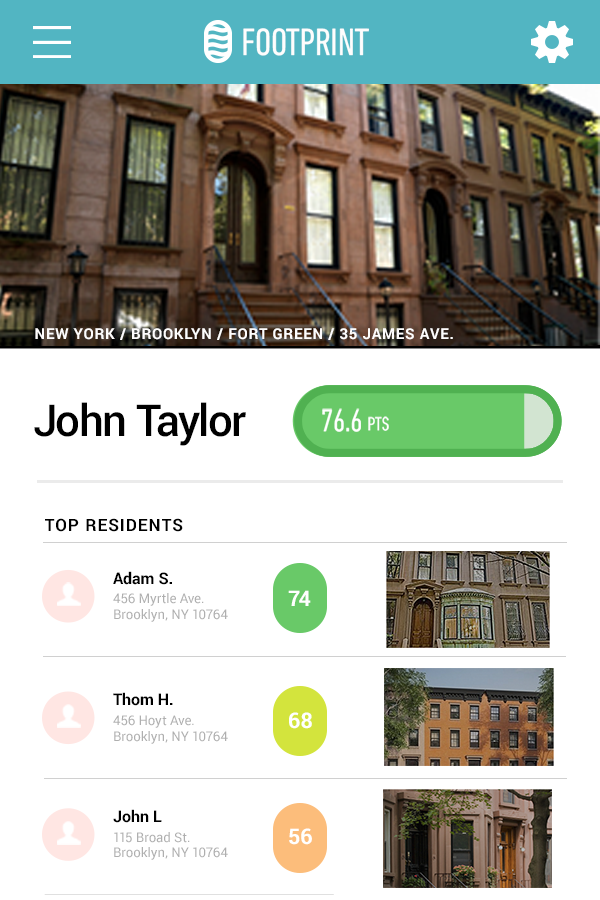 FOOTPRINT
NEW YORK / BROOKLYN / FORT GREEN / 35 JAMES AVE.
John Taylor
76.6 PTS
TOP RESIDENTS
Adam S.
456 Myrtle Ave.
Brooklyn, NY 10764
74
Thom H.
456 Hoyt Ave.
Brooklyn, NY 10764
68
John L
115 Broad St.
Brooklyn, NY 10764
56